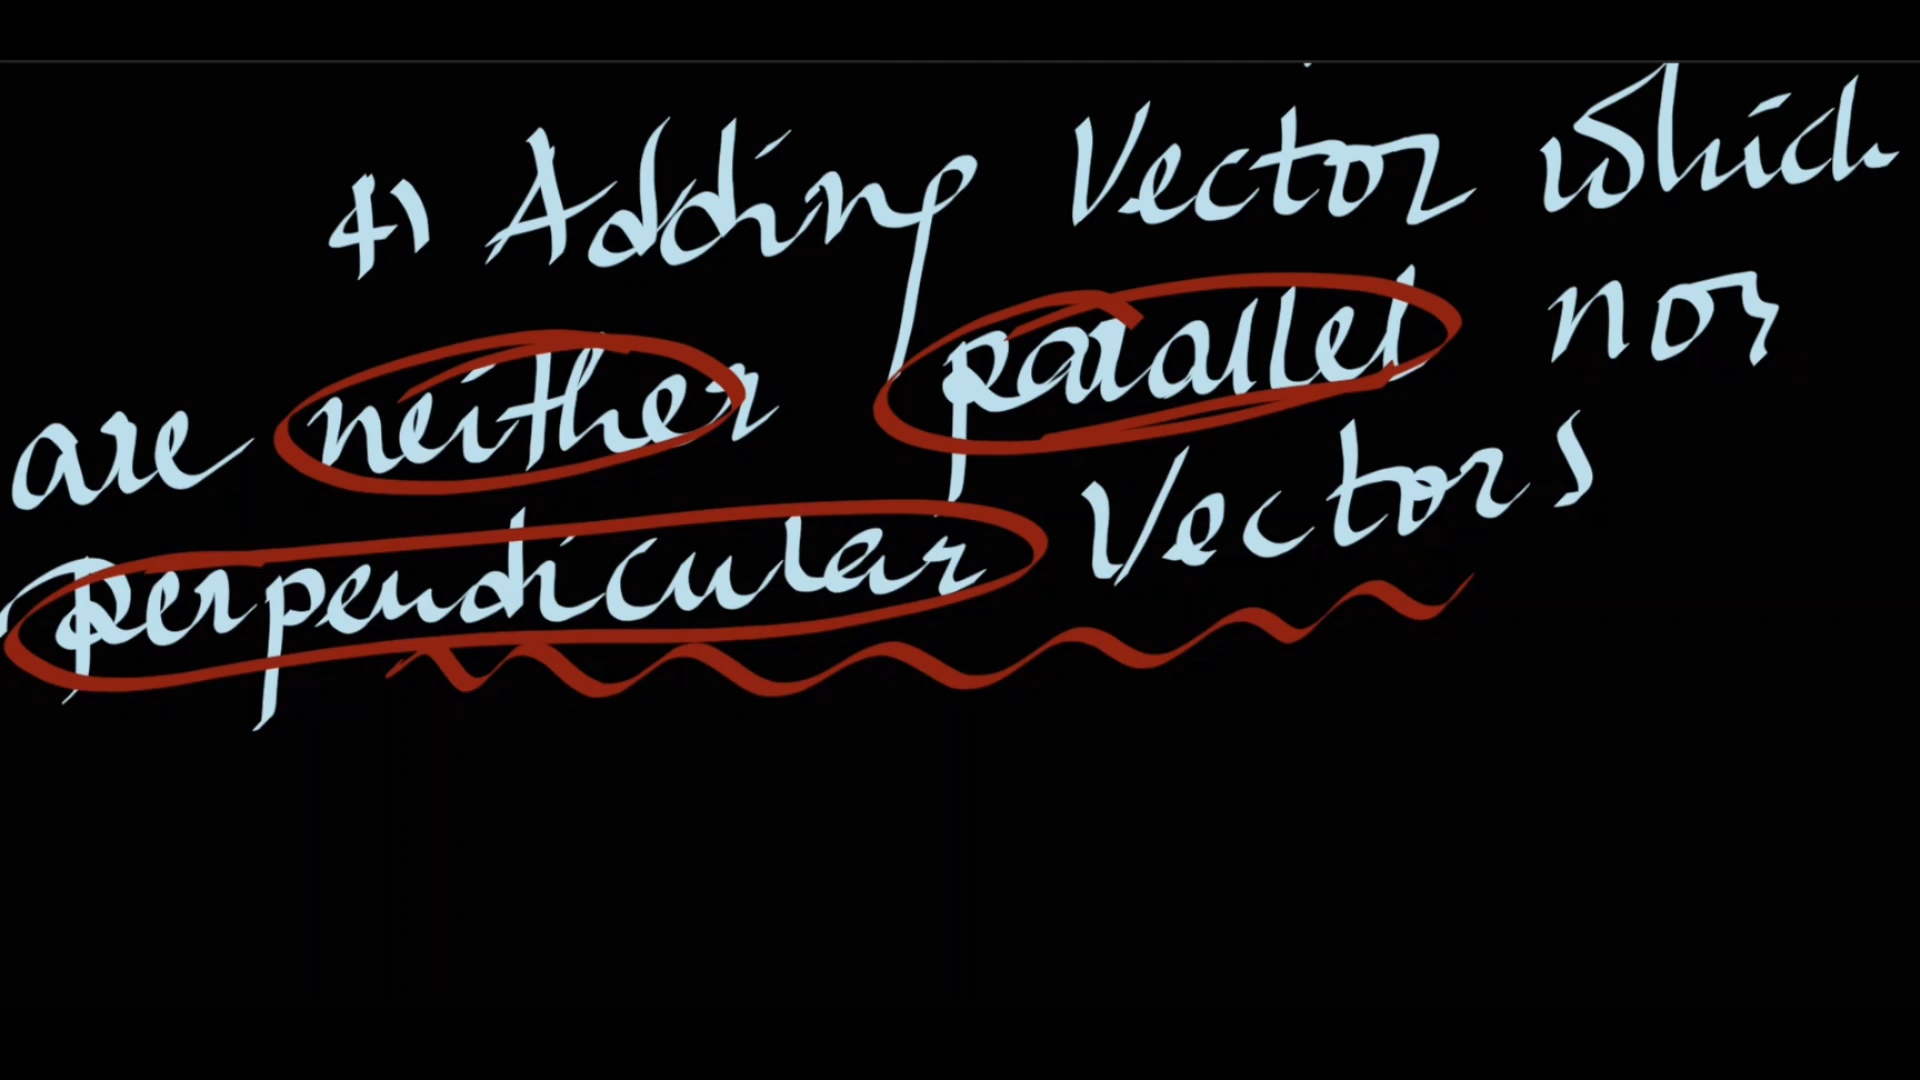 4) Adding Vector which
are neither parallel nor
perpendicular Vectors